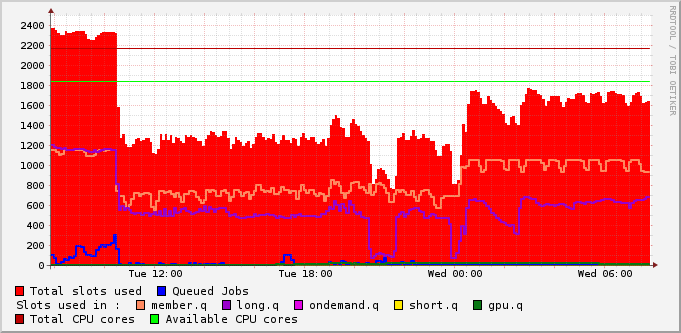 RRDTOOL / TOBI OETIKER
2400
2200
2000
1800
1600
1400
1200
1000
800
600
400
200
0
Tue 12:00 Tue 18:00 Wed 00:00 Wed 06:00
Total slots used Queued Jobs
Slots used in : member.q long.q ondemand.q short.q gpu.q
Total CPU cores Available CPU cores